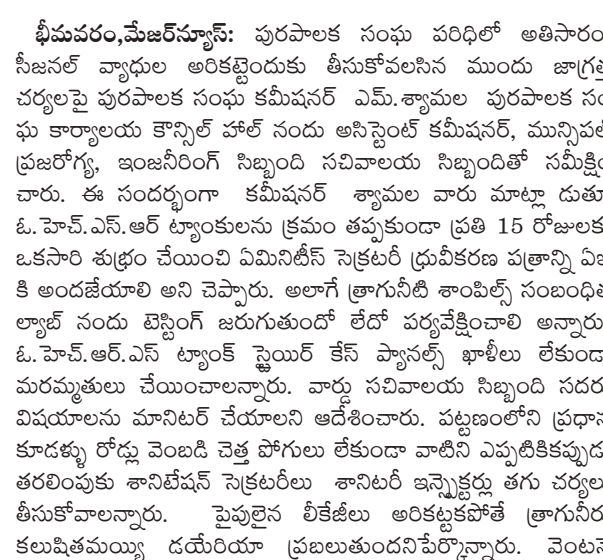 భీమవరం,మేజర్‌న్యూస్: పురపాలక సంఘ పరిధిలో అతిసారం
సీజనల్ వ్యాధుల అరికట్టెందుకు తీసుకోవలసిన ముందు జాగ్రత్త
చర్యలపై పురపాలక సంఘ కమీషనర్ ఎమ్.శ్యామల పురపాలక సం
ఘ కార్యాలయ కౌన్సిల్ హాల్ నందు అసిస్టెంట్ కమీషనర్, మున్సిపల్
ప్రజరోగ్య, ఇంజనీరింగ్ సిబ్బంది సచివాలయ సిబ్బందితో సమీక్షిం
చారు. ఈ సందర్భంగా కమీషనర్ శ్యామల వారు మాట్లా డుతూ
ఓ.హెచ్.ఎస్.ఆర్ ట్యాంకులను క్రమం తప్పకుండా ప్రతి 15 రోజులక
ఒకసారి శుభ్రం చేయించి ఏమినిటీస్ సెక్రటరీ ధ్రువీకరణ పత్రాన్ని ఏఇ
కి అందజేయాలి అని చెప్పారు. అలాగే త్రాగునీటి శాంపిల్స్ సంబంధిత
ల్యాబ్ నందు టెస్టింగ్ జరుగుతుందో లేదో పర్యవేక్షించాలి అన్నారు
ఓ.హెచ్.ఆర్.ఎస్ ట్యాంక్ స్టైయిర్ కేస్ ప్యానల్స్ ఖాళీలు లేకుండ
మరమ్మతులు చేయించాలన్నారు. వార్డు సచివాలయ సిబ్బంది సదర
విషయాలను మానిటర్ చేయాలని ఆదేశించారు. పట్టణంలోని ప్రధాన
కూడళ్ళు రోడ్లు వెంబడి చెత్త పోగులు లేకుండా వాటిని ఎప్పటికికప్పుడ
తరలింపుకు శానిటేషన్ సెక్రటరీలు శానిటరీ ఇన్స్పెక్టర్లు తగు చర్యల
తీసుకోవాలన్నారు. పైపులైన లీకేజీలు అరికట్టకపోతే త్రాగునీర
కలుషితమయ్యి డయేరియా ప్రబలుతుందనిపేర్కొన్నారు. వెంటనే